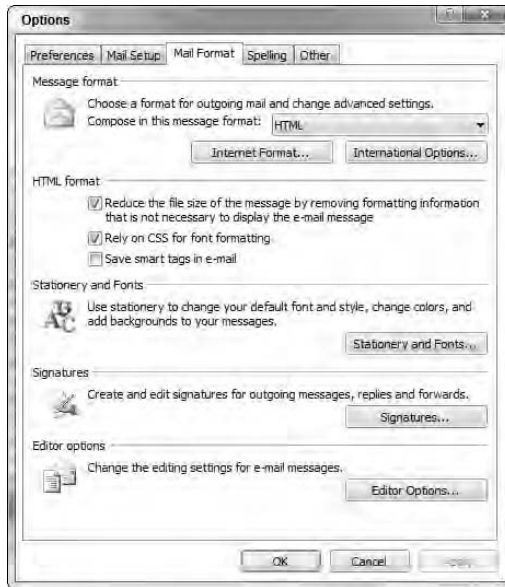 Options
Preferences Mail Setup Mail Format Spelling Other
Message format
Choose a format for outgoing mail and change advanced settings.
Compose in this message format: HTML
Internet Format... International Options...
HTML format
Reduce the file size of the message by removing formatting information
that is not necessary to display the e-mail message
Rely on CSS for font formatting
Save smart tags in e-mail
Stationery and Fonts
Use stationery to change your default font and style, change colors, and
add backgrounds to your messages.
Stationery and Fonts...
Signatures
Create and edit signatures for outgoing messages, replies and forwards.
Signatures...
Editor options
Change the editing settings for e-mail messages.
Editor Options...
OK Cancel Apply